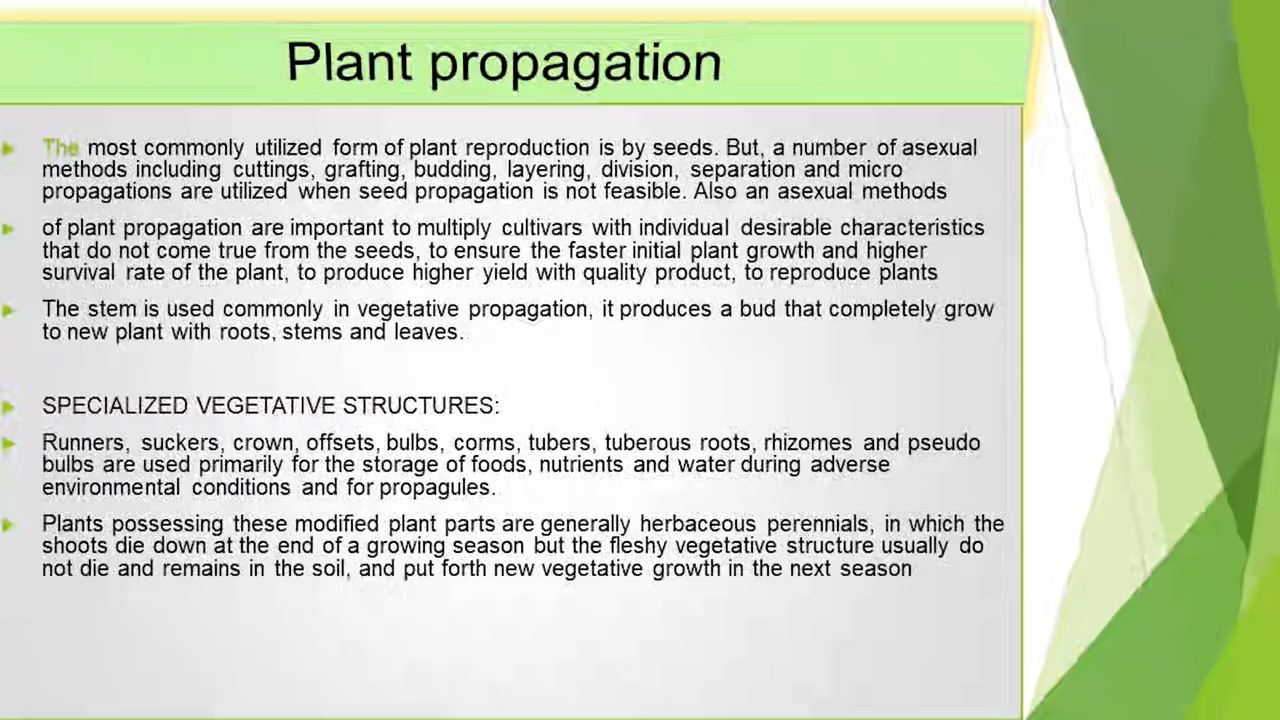 Plant propagation
The most commonly utilized form of plant reproduction is by seeds. But, a number of asexual
methods including cuttings, grafting, budding, layering, division, separation and micro
propagations are utilized when seed propagation is not feasible. Also an asexual methods
of plant propagation are important to multiply cultivars with individual desirable characteristics
that do not come true from the seeds, to ensure the faster initial plant growth and higher
survival rate of the plant, to produce higher yield with quality product, to reproduce plants
The stem is used commonly in vegetative propagation, it produces a bud that completely grow
to new plant with roots, stems and leaves.
SPECIALIZED VEGETATIVE STRUCTURES:
Runners, suckers, crown, offsets, bulbs, corms, tubers, tuberous roots, rhizomes and pseudo
bulbs are used primarily for the storage of foods, nutrients and water during adverse
environmental conditions and for propagules.
Plants possessing these modified plant parts are generally herbaceous perennials, in which the
shoots die down at the end of a growing season but the fleshy vegetative structure usually do
not die and remains in the soil, and put forth new vegetative growth in the next season